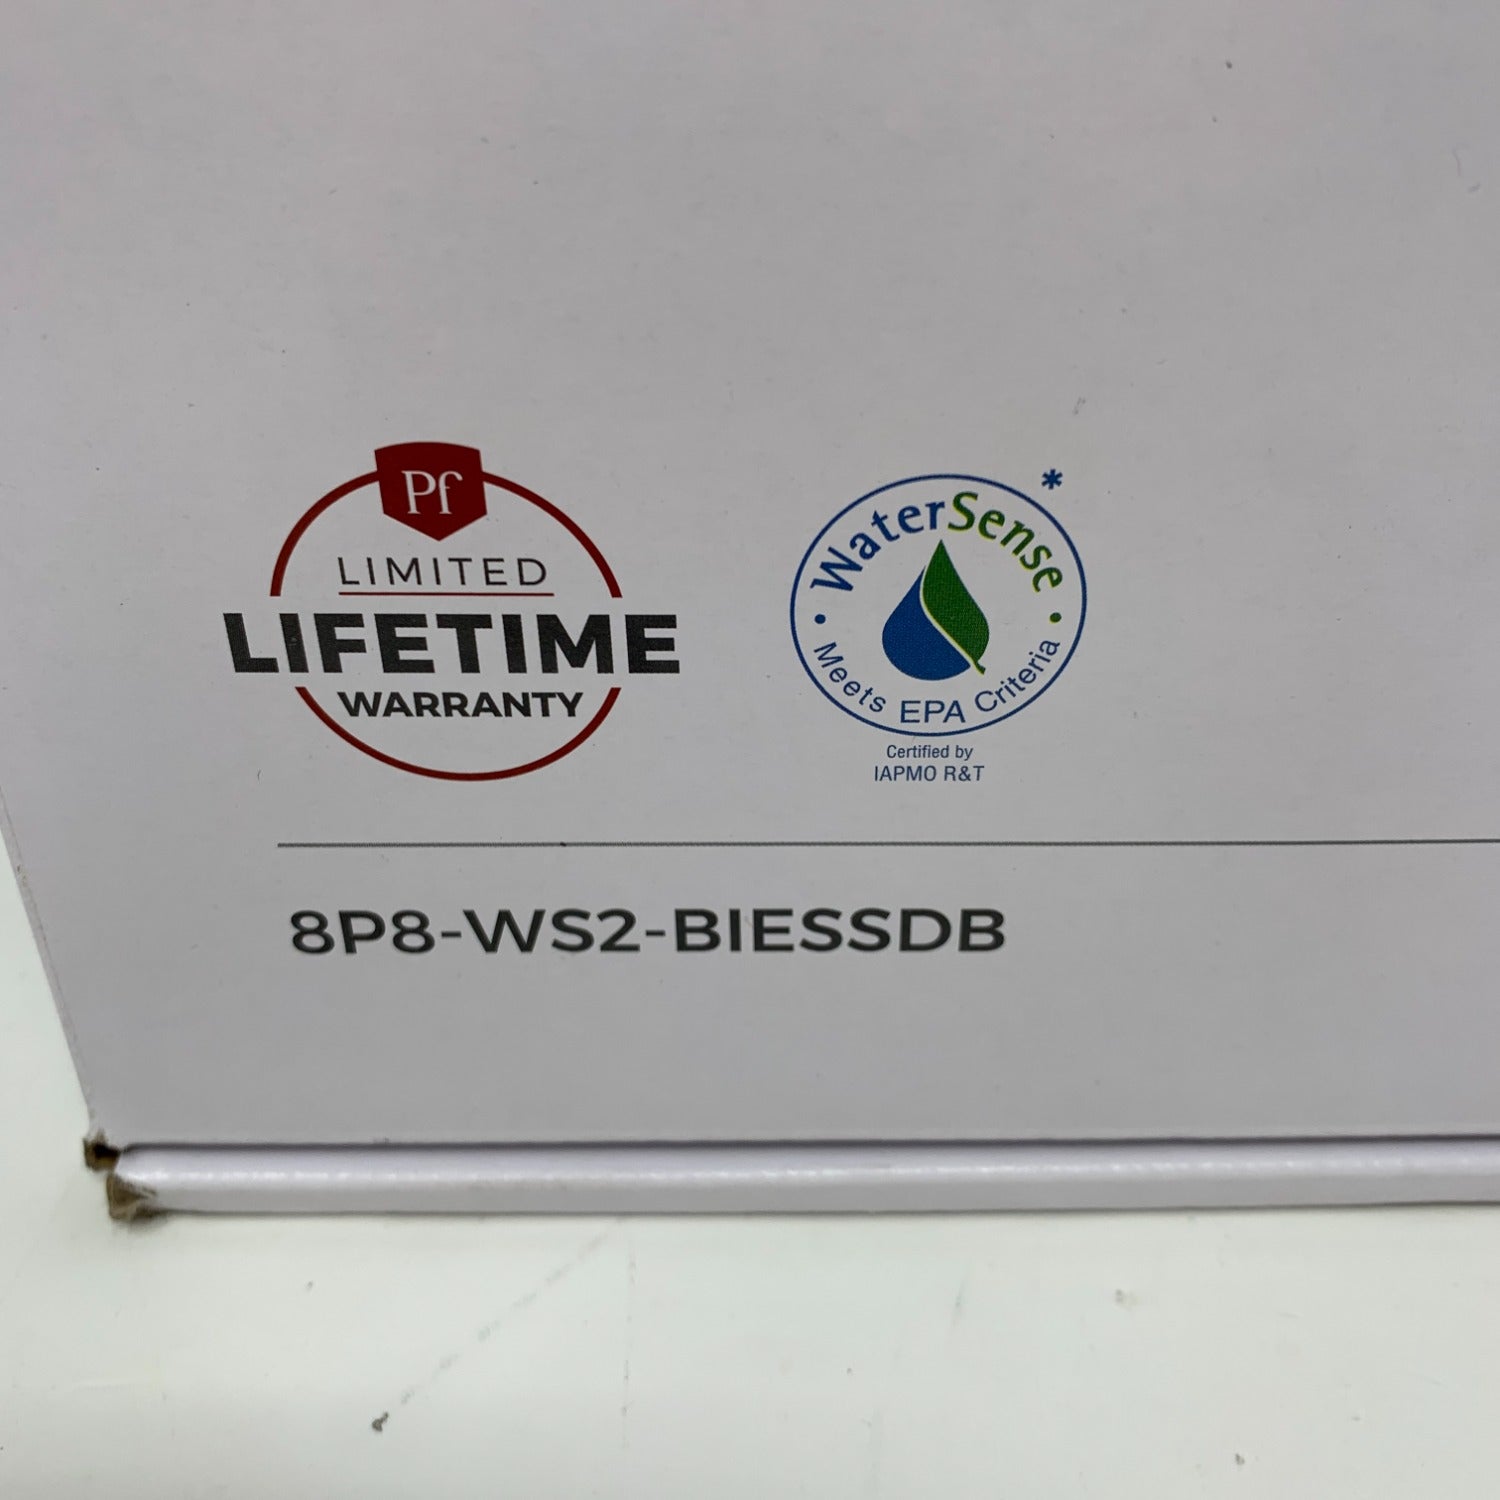 Pf
LIMITED
LIFETIME
WARRANTY
WaterSense*
Meets EPA Criteria
Certified by
IAPMO R&T
8P8-WS2-BIESSDB